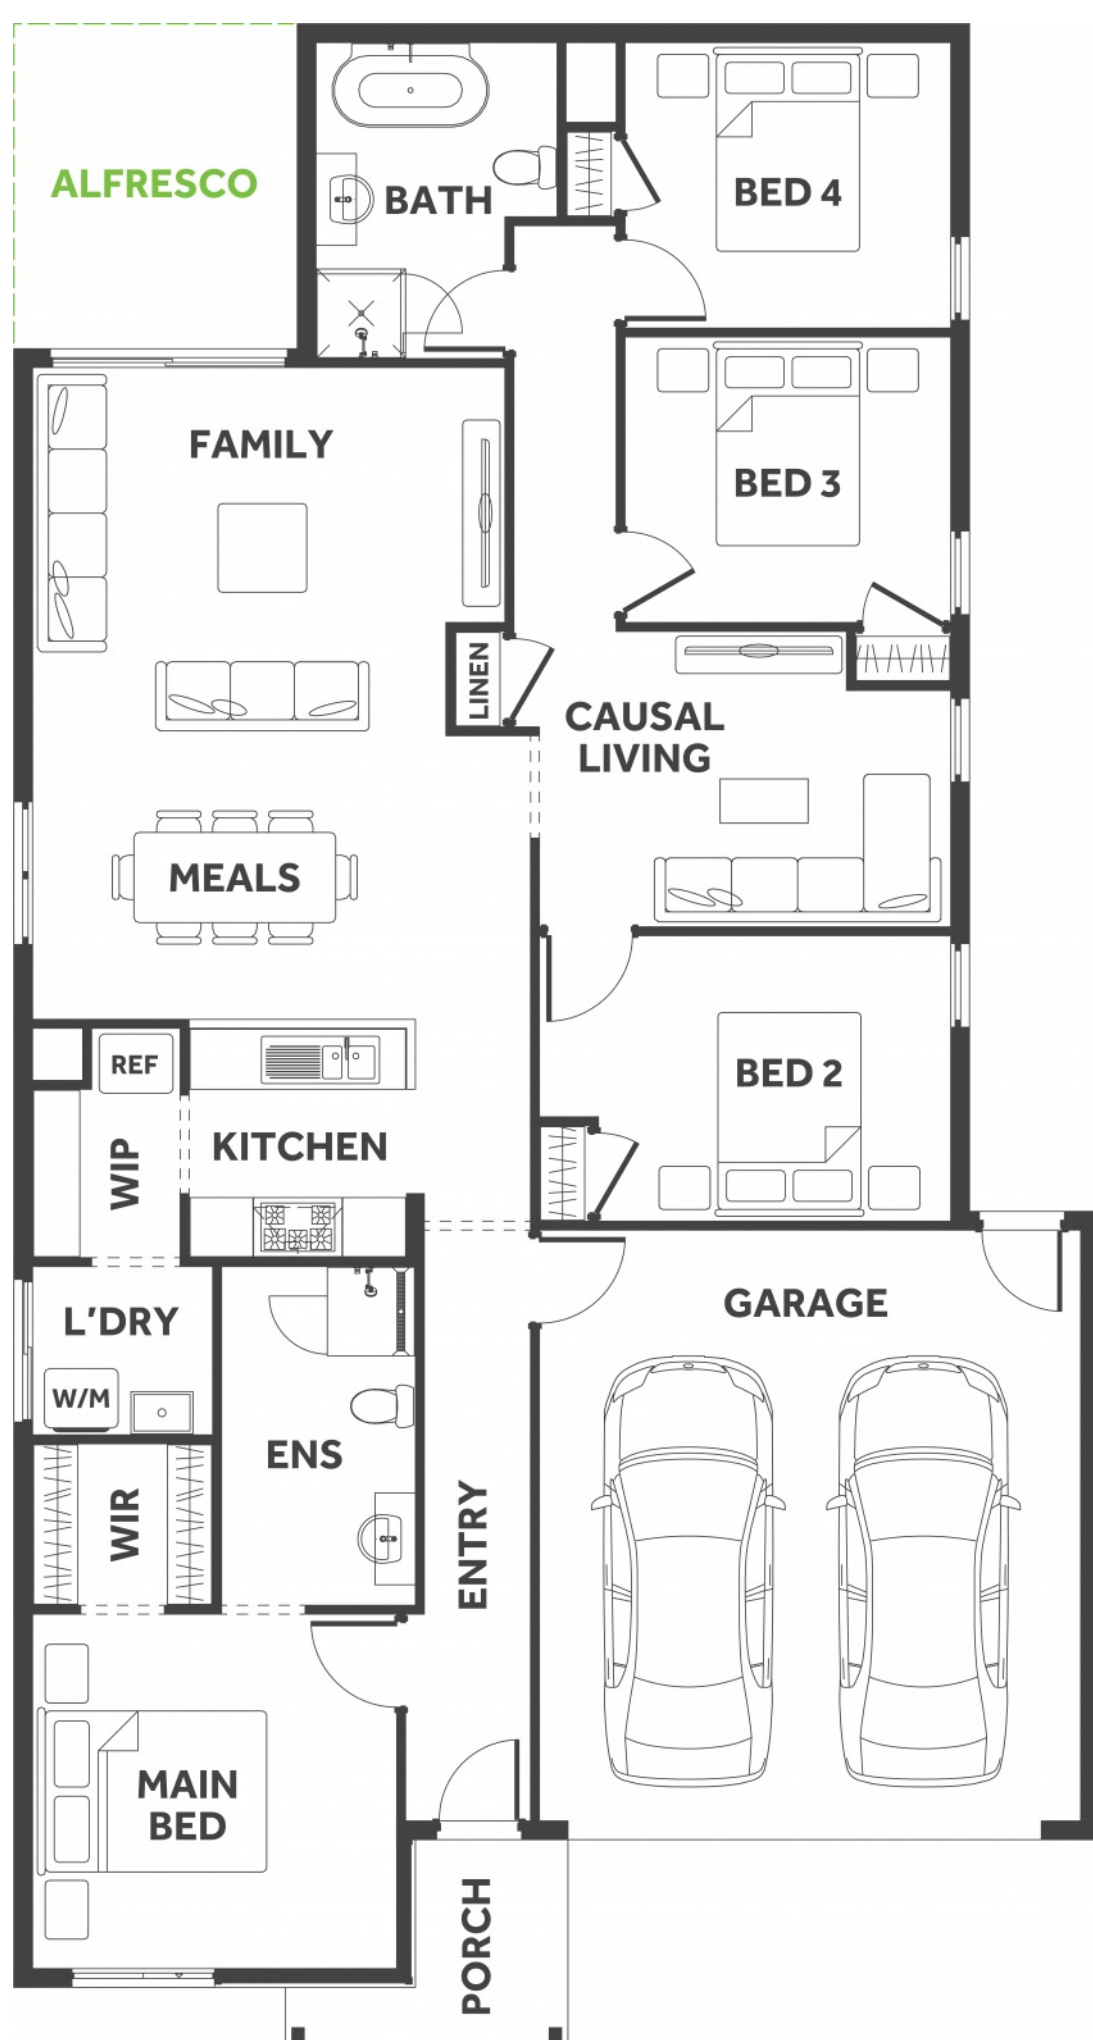 ALFRESCO
BATH
BED 4
FAMILY
BED 3
LINEN
CAUSAL
LIVING
MEALS
REF
BED 2
WIP
KITCHEN
L'DRY
GARAGE
W/M
ENS
WIR
ENTRY
MAIN
BED
PORCH